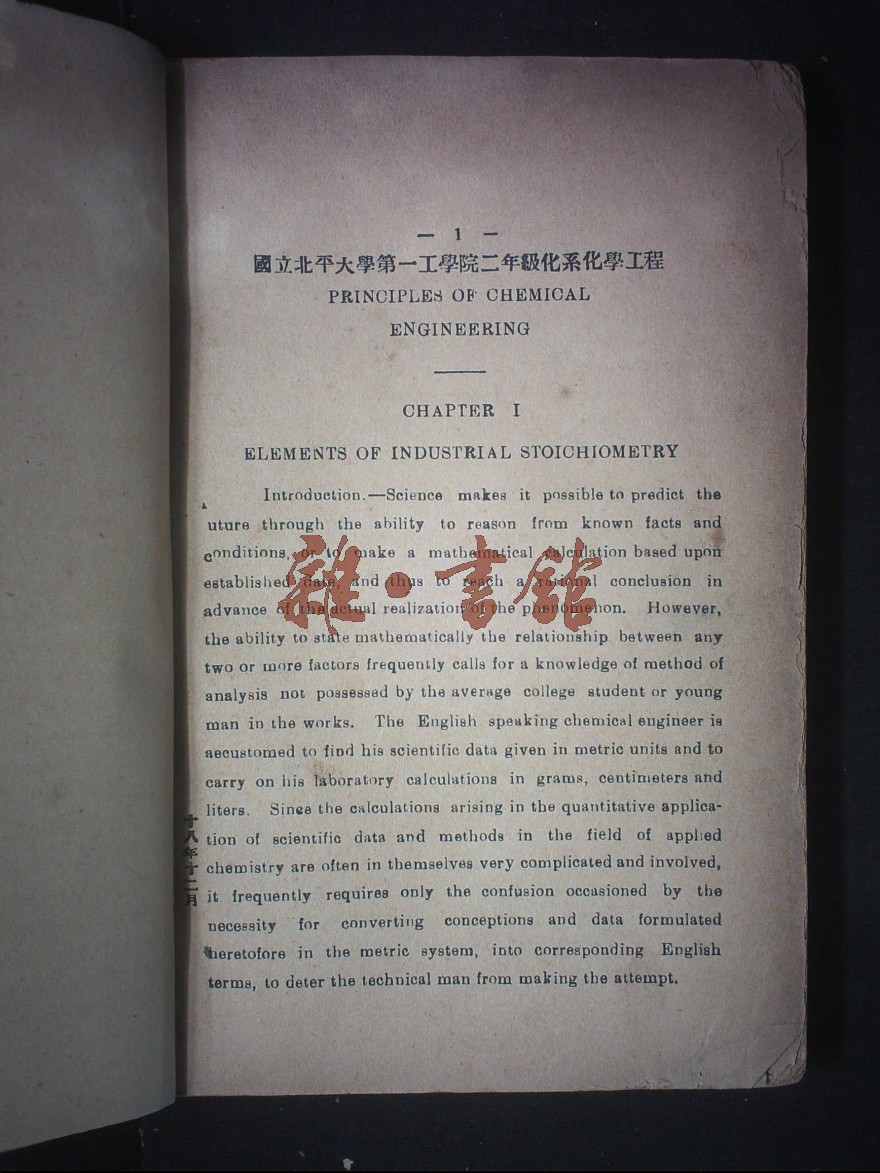 — 1 —
國立北平大學第一工學院二年級化系化學工程
PRINCIPLES OF CHEMICAL
ENGINEERING
CHAPTER I
ELEMENTS OF INDUSTRIAL STOICHIOMETRY
Introduction.—Science makes it possible to predict the
uture through the ability to reason from known facts and
conditions, or to make a mathematical calculation based upon
established date, and thus to reach a rational conclusion in
advance of the actual realization of the phenomenon. However,
the ability to state mathematically the relationship between any
two or more factors frequently calls for a knowledge of method of
analysis not possessed by the average college student or young
man in the works. The English speaking chemical engineer is
aecustomed to find his scientific data given in metric units and to
carry on his laboratory calculations in grams, centimeters and
liters. Since the calculations arising in the quantitative applica-
tion of scientific data and methods in the field of applied
chemistry are often in themselves very complicated and involved,
it frequently requires only the confusion occasioned by the
necessity for converting conceptions and data formulated
heretofore in the metric system, into corresponding English
terms, to deter the technical man from making the attempt.
十八年十二月
雜·書館